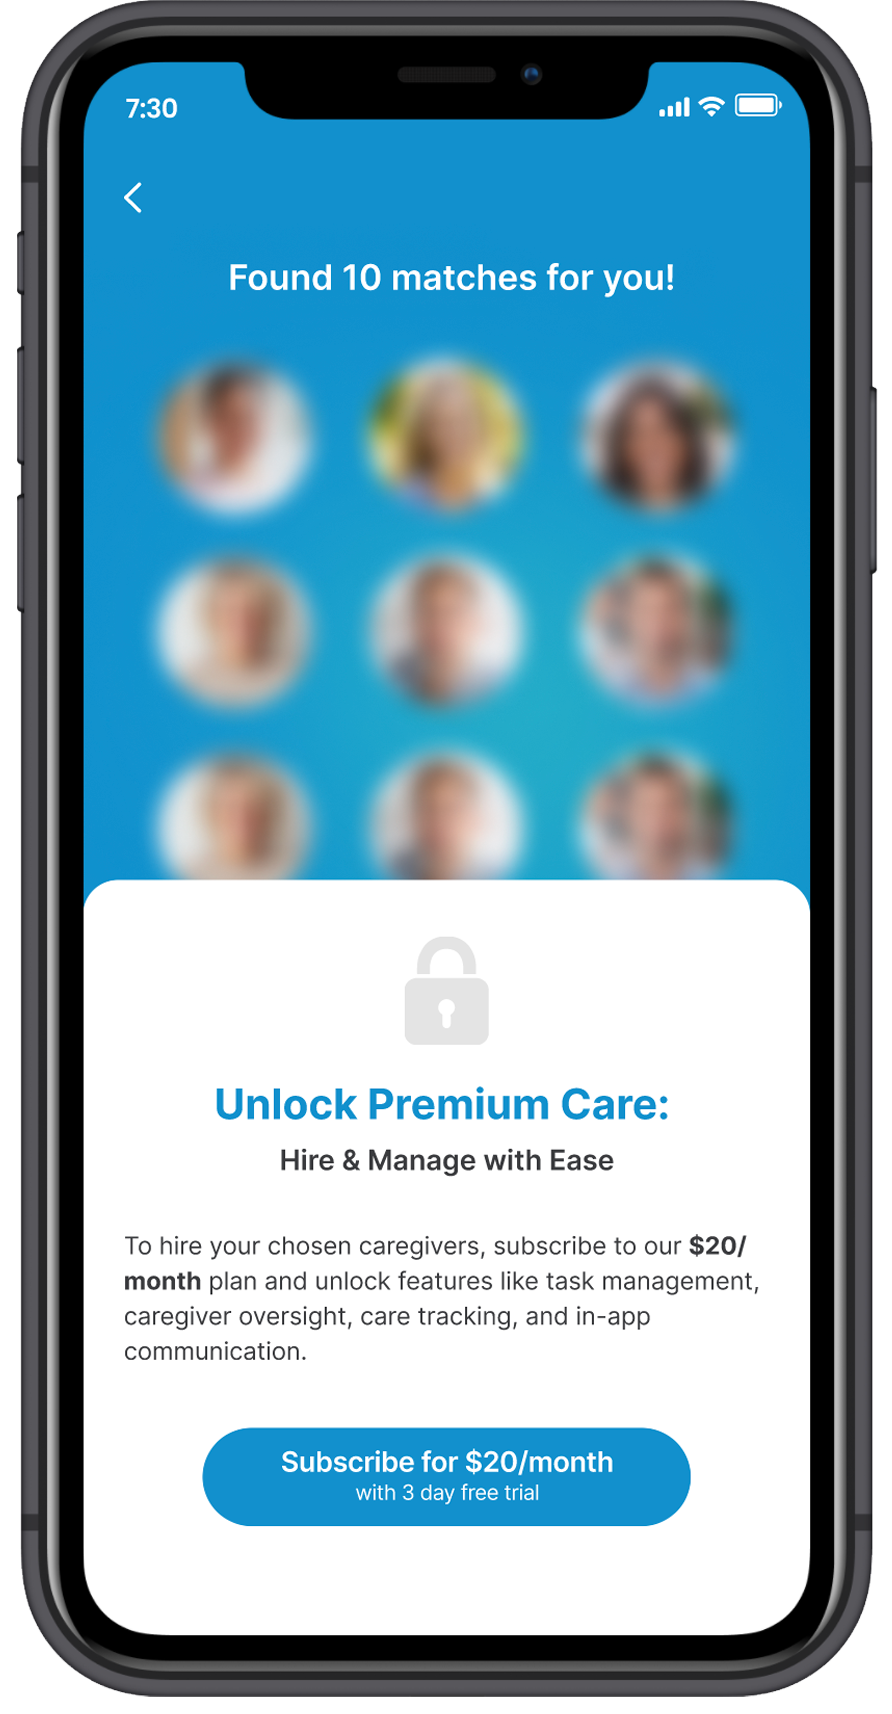 7:30
Found 10 matches for you!
Unlock Premium Care:
Hire & Manage with Ease
To hire your chosen caregivers, subscribe to our $20/
month plan and unlock features like task management,
caregiver oversight, care tracking, and in-app
communication.
Subscribe for $20/month
with 3 day free trial